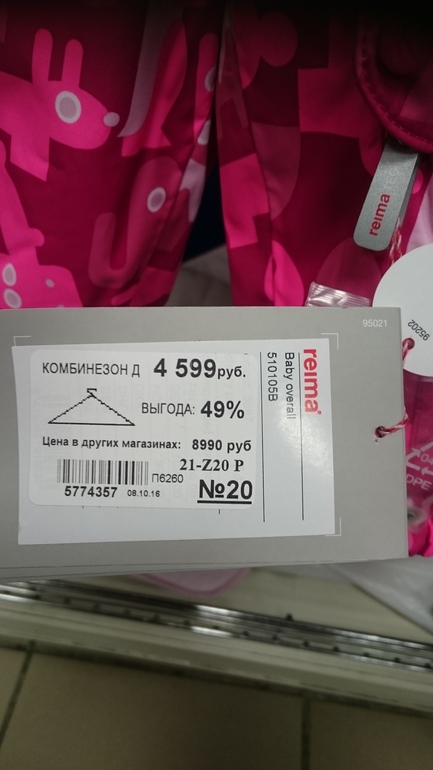 reima
95202
95021
КОМБИНЕЗОН Д 4 599руб.
ВЫГОДА: 49%
Цена в других магазинах: 8990 руб
21-Z20 Р
П6260
№20
5774357 08.10.16
reima
Baby overall
510105B